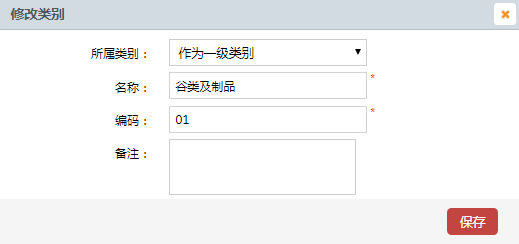 修改类别
所属类别： 作为一级类别
名称： 谷类及制品 *
编码： 01 *
备注：
保存